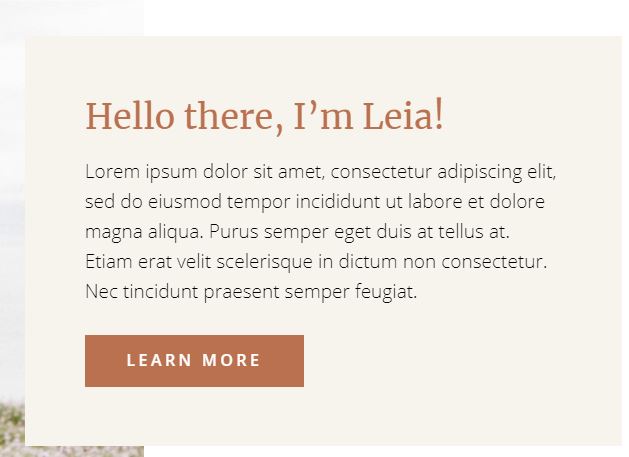 Hello there, I’m Leia!
Lorem ipsum dolor sit amet, consectetur adipiscing elit,
sed do eiusmod tempor incididunt ut labore et dolore
magna aliqua. Purus semper eget duis at tellus at.
Etiam erat velit scelerisque in dictum non consectetur.
Nec tincidunt praesent semper feugiat.
LEARN MORE